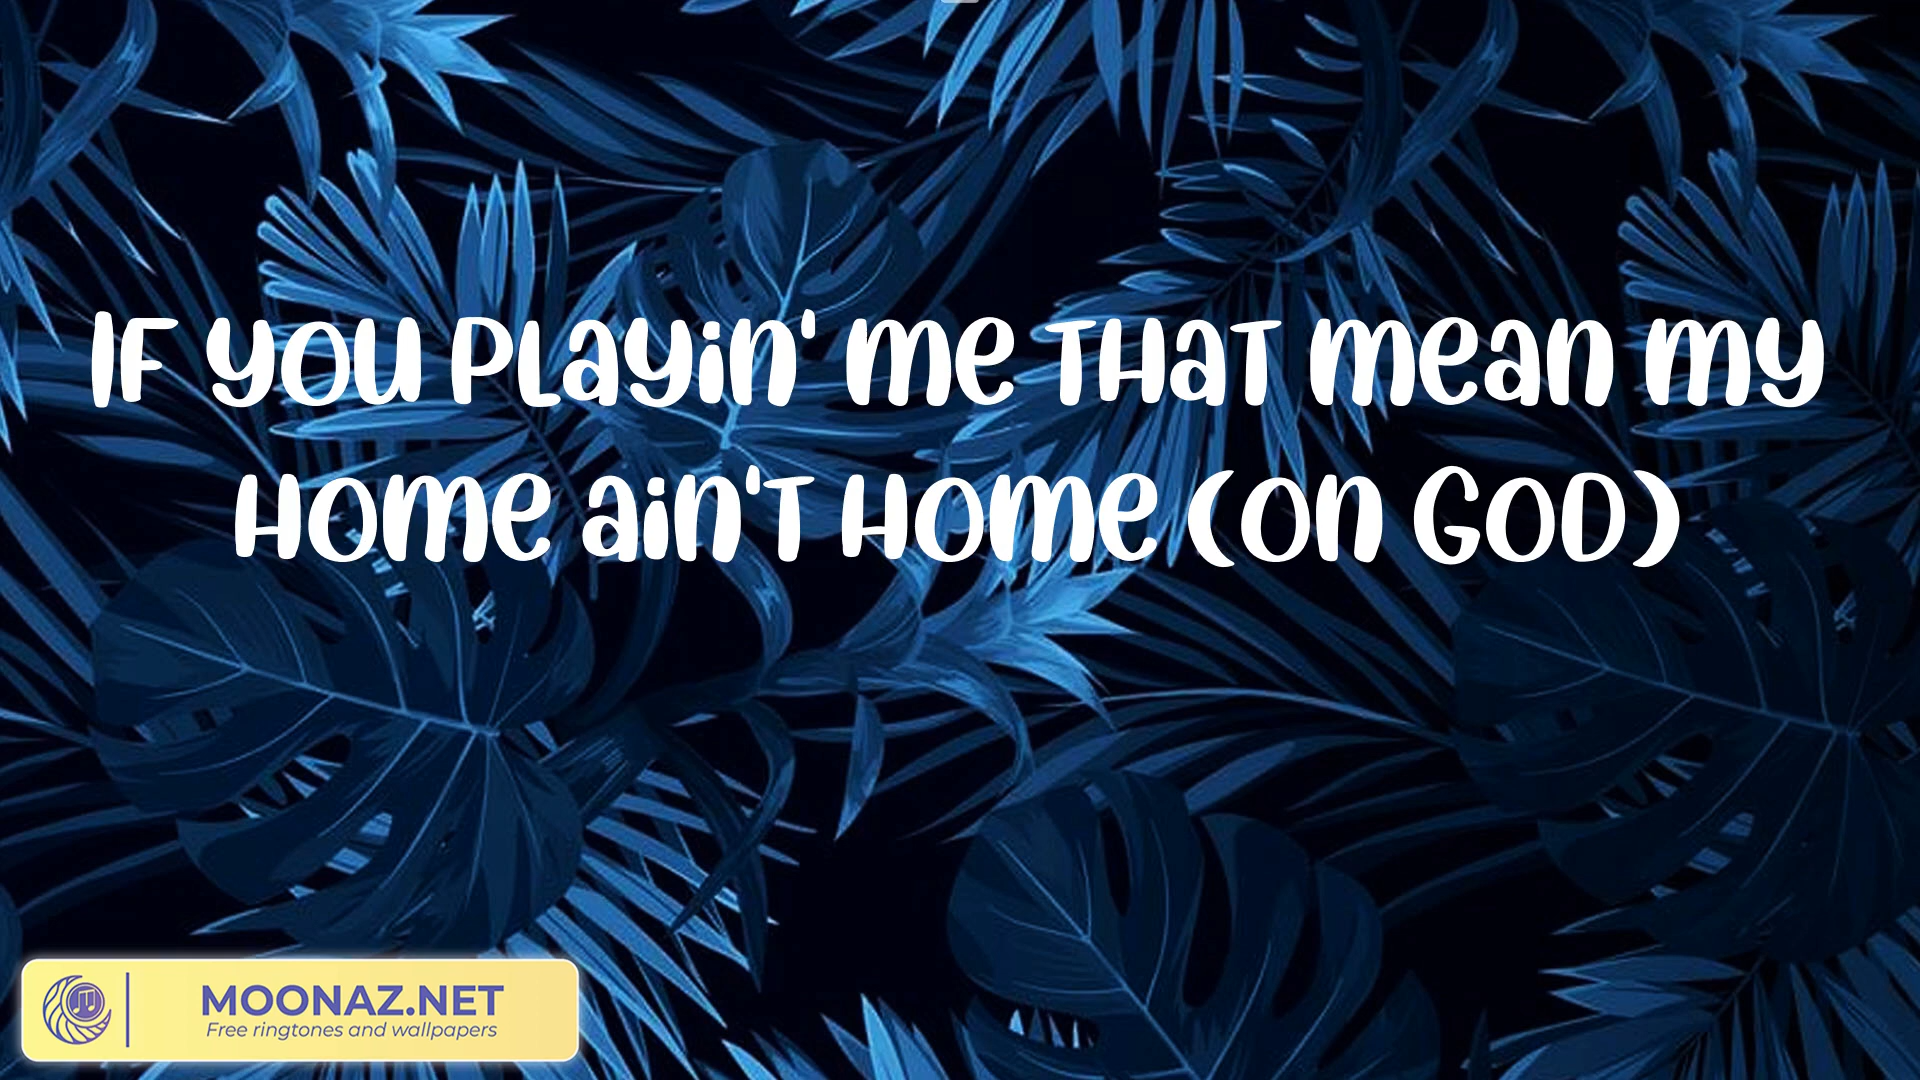 IF you PLayin' me THaT mean my
Home ain'T Home (on GOD)
MOONAZ.NET
Free ringtones and wallpapers